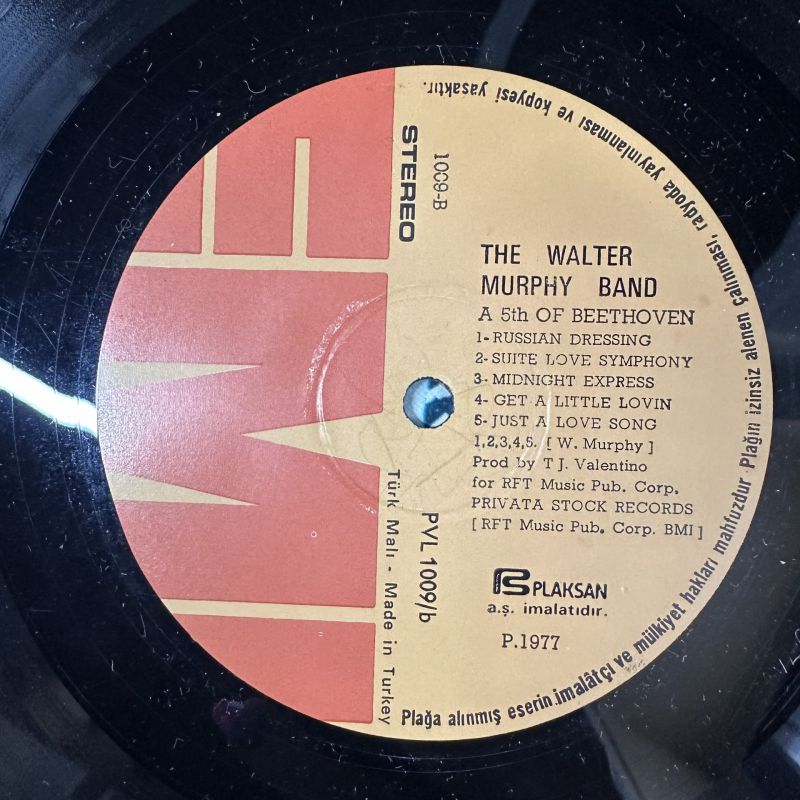 EMI
STEREO
1009-B
THE WALTER
MURPHY BAND
A 5th OF BEETHOVEN
1- RUSSIAN DRESSING
2- SUITE LOVE SYMPHONY
3- MIDNIGHT EXPRESS
4- GET A LITTLE LOVIN
5- JUST A LOVE SONG
1,2,3,4,5. [ W. Murphy ]
Prod by T J. Valentino
for RFT Music Pub. Corp.
PRIVATA STOCK RECORDS
[ RFT Music Pub. Corp. BMI ]
PLAKSAN
a.ş. imalatıdır.
P.1977
PVL 1009/b
Türk Malı - Made in Turkey
Plağa alınmış eserin.imalâtçı ve mülkiyet hakları mahfuzdur. Plağın izinsiz alenen çalınması, radyoda yayınlanması ve kopyesi yasaktır.